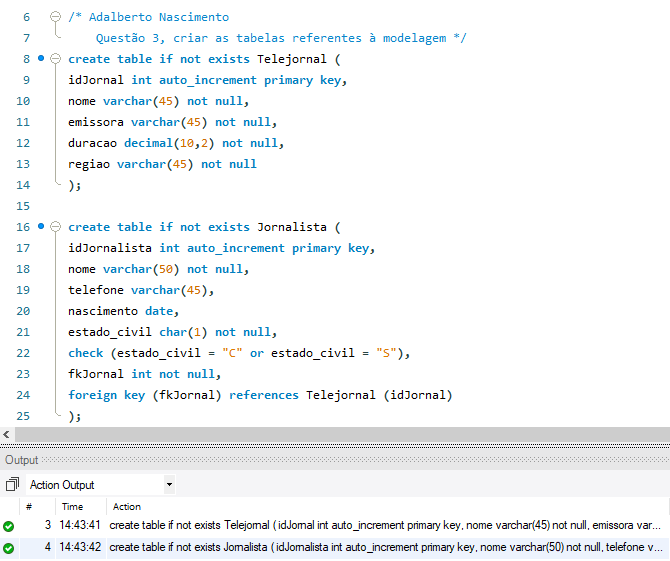 6 /* Adalberto Nascimento
7 Questão 3, criar as tabelas referentes à modelagem */
8 create table if not exists Telejornal (
9 idJornal int auto_increment primary key,
10 nome varchar(45) not null,
11 emissora varchar(45) not null,
12 duracao decimal(10,2) not null,
13 regiao varchar(45) not null
14 );
15
16 create table if not exists Jornalista (
17 idJornalista int auto_increment primary key,
18 nome varchar(50) not null,
19 telefone varchar(45),
20 nascimento date,
21 estado_civil char(1) not null,
22 check (estado_civil = "C" or estado_civil = "S"),
23 fkJornal int not null,
24 foreign key (fkJornal) references Telejornal (idJornal)
25 );
Output
Action Output
# Time Action
3 14:43:41 create table if not exists Telejornal ( idJornal int auto_increment primary key, nome varchar(45) not null, emissora var...
4 14:43:42 create table if not exists Jornalista ( idJornalista int auto_increment primary key, nome varchar(50) not null, telefone v...